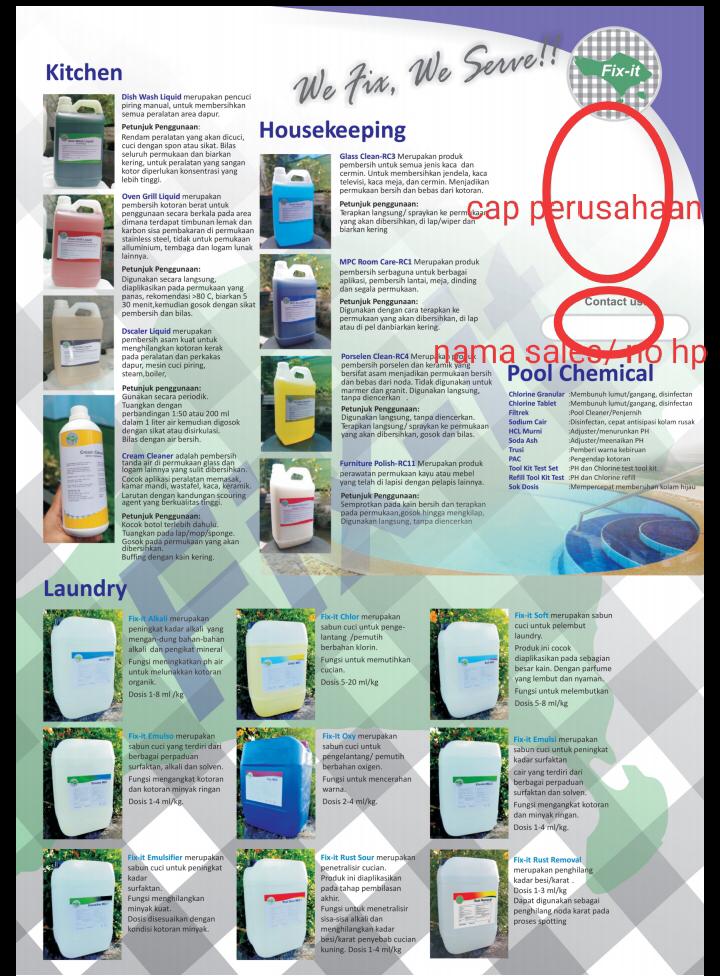 We Fix, We Serve!!
Fix-it
cap perusahaan
Contact us
nama sales/ no hp
Kitchen
Dish Wash Liquid merupakan pencuci
piring manual, untuk membersihkan
semua peralatan area dapur.
Petunjuk Penggunaan:
Rendam peralatan yang akan dicuci,
cuci dengan spon atau sikat. Bilas
seluruh permukaan dan biarkan
kering, untuk peralatan yang sangan
kotor diperlukan konsentrasi yang
lebih tinggi.
Oven Grill Liquid merupakan
pembersih kotoran berat untuk
penggunaan secara berkala pada area
dimana terdapat timbunan lemak dan
karbon sisa pembakaran di permukaan
stainless steel, tidak untuk pemukaan
alluminium, tembaga dan logam lunak
lainnya.
Petunjuk Penggunaan:
Digunakan secara langsung,
diaplikasikan pada permukaan yang
panas, rekomendasi >80 C, biarkan 5
30 menit,kemudian gosok dengan sikat
pembersih dan bilas.
Dscaler Liquid merupakan
pembersih asam kuat untuk
menghilangkan kotoran kerak
pada peralatan dan perkakas
dapur, mesin cuci piring,
steam,boiler,
Petunjuk penggunaan:
Gunakan secara periodik.
Tuangkan dengan
perbandingan 1:50 atau 200 ml
dalam 1 liter air kemudian digosok
dengan sikat atau disirkulasi.
Bilas dengan air bersih.
Cream Cleaner adalah pembersih
tanda air di permukaan glass dan
logam lainnya yang sulit dibersihkan.
Cocok aplikasi peralatan memasak,
kamar mandi, wastafel, kaca, keramik.
Larutan dengan kandungan scouring
agent yang berkualitas tinggi.
Petunjuk Penggunaan:
Kocok botol terlebih dahulu.
Tuangkan pada lap/mop/sponge.
Gosok pada permukaan yang akan
dibersihkan.
Buffing dengan kain kering.
Housekeeping
Glass Clean-RC3 Merupakan produk
pembersih untuk semua jenis kaca dan
cermin. Untuk membersihkan jendela, kaca
televisi, kaca meja, dan cermin. Menjadikan
permukaan bersih dan bebas dari kotoran.
Petunjuk penggunaan:
Terapkan langsung/ spraykan ke permukaan
yang akan dibersihkan, di lap/wiper dan
biarkan kering
MPC Room Care-RC1 Merupakan produk
pembersih serbaguna untuk berbagai
aplikasi, pembersih lantai, meja, dinding
dan segala permukaan.
Petunjuk Penggunaan:
Digunakan dengan cara terapkan ke
permukaan yang akan dibersihkan, di lap
atau di pel danbiarkan kering.
Porselen Clean-RC4 Merupakan produk
pembersih porselen dan keramik yang
bersifat asam menjadikan permukaan bersih
dan bebas dari noda. Tidak digunakan untuk
marmer dan granit. Digunakan langsung,
tanpa diencerkan .
Petunjuk Penggunaan:
Digunakan langsung, tanpa diencerkan.
Terapkan langsung/ spraykan ke permukaan
yang akan dibersihkan, gosok dan bilas.
Furniture Polish-RC11 Merupakan produk
perawatan permukaan kayu atau mebel
yang telah di lapisi dengan pelapis lainnya.
Petunjuk Penggunaan:
Semprotkan pada kain bersih dan terapkan
pada permukaan,gosok hingga mengkilap,
Digunakan langsung, tanpa diencerkan
Pool Chemical
Chlorine Granular :Membunuh lumut/gangang, disinfectan
Chlorine Tablet :Membunuh lumut/gangang, disinfectan
Filtrek :Pool Cleaner/Penjernih
Sodium Cair :Disinfectan, cepat antisipasi kolam rusak
HCL Murni :Adjuster/menurunkan PH
Soda Ash :Adjuster/meenaikan PH
Trusi :Pemberi warna kebiruan
PAC :Pengendap kotoran
Tool Kit Test Set :PH dan Chlorine test tool kit
Refill Tool Kit Test :PH dan Chlorine refill
Sok Dosis :Mempercepat memberuhan kolam hijau
Laundry
Fix-it Alkali merupakan
peningkat kadar alkali yang
mengan-dung bahan-bahan
alkali dan pengikat mineral
Fungsi meningkatkan ph air
untuk melunakkan kotoran
organik.
Dosis 1-8 ml /kg
Fix-it Chlor merupakan
sabun cuci untuk penge-
lantang /pemutih
berbahan klorin.
Fungsi untuk memutihkan
cucian.
Dosis 5-20 ml/kg
Fix-it Soft merupakan sabun
cuci untuk pelembut
laundry.
Produk ini cocok
diaplikasikan pada sebagian
besar kain. Dengan parfume
yang lembut dan nyaman.
Fungsi untuk melembutkan
Dosis 5-8 ml/kg
Fix-it Emulso merupakan
sabun cuci yang terdiri dari
berbagai perpaduan
surfaktan, alkali dan solven.
Fungsi mengangkat kotoran
dan kotoran minyak ringan
Dosis 1-4 ml/kg.
Fix-It Oxy merupakan
sabun cuci untuk
pengelantang/ pemutih
berbahan oxigen.
Fungsi untuk mencerahan
warna.
Dosis 2-4 ml/kg.
Fix-it Emulsi merupakan
sabun cuci untuk peningkat
kadar surfaktan
cair yang terdiri dari
berbagai perpaduan
surfaktan dan solven.
Fungsi mengangkat kotoran
dan minyak ringan.
Dosis 1-4 ml/kg.
Fix-it Emulsifier merupakan
sabun cuci untuk peningkat
kadar
surfaktan.
Fungsi menghilangkan
minyak kuat.
Dosis disesuaikan dengan
kondisi kotoran minyak.
Fix-it Rust Sour merupakan
penetralisir cucian.
Produk ini diaplikasikan
pada tahap pembilasan
akhir.
Fungsi untuk menetralisir
sisa-sisa alkali dan
menghilangkan kadar
besi/karat penyebab cucian
kuning. Dosis 1-4 ml/kg
Fix-it Rust Removal
merupakan penghilang
kadar besi/karat .
Dosis 1-3 ml/kg
Dapat digunakan sebagai
penghilang noda karat pada
proses spotting